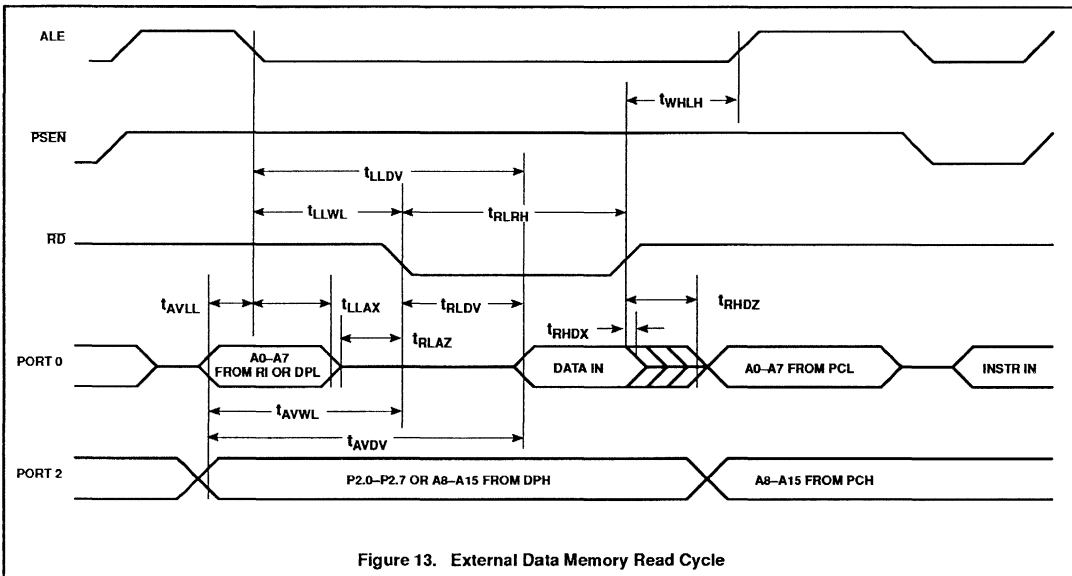 ALE
tWHLH
PSEN
tLLDV
tLLWL
tRLRH
RD
tAVLL
tLLAX
tRLDV
tRHDZ
tRLAZ
tRHDX
PORT 0
A0–A7
FROM RI OR DPL
DATA IN
A0–A7 FROM PCL
INSTR IN
tAVWL
tAVDV
PORT 2
P2.0–P2.7 OR A8–A15 FROM DPH
A8–A15 FROM PCH
Figure 13. External Data Memory Read Cycle